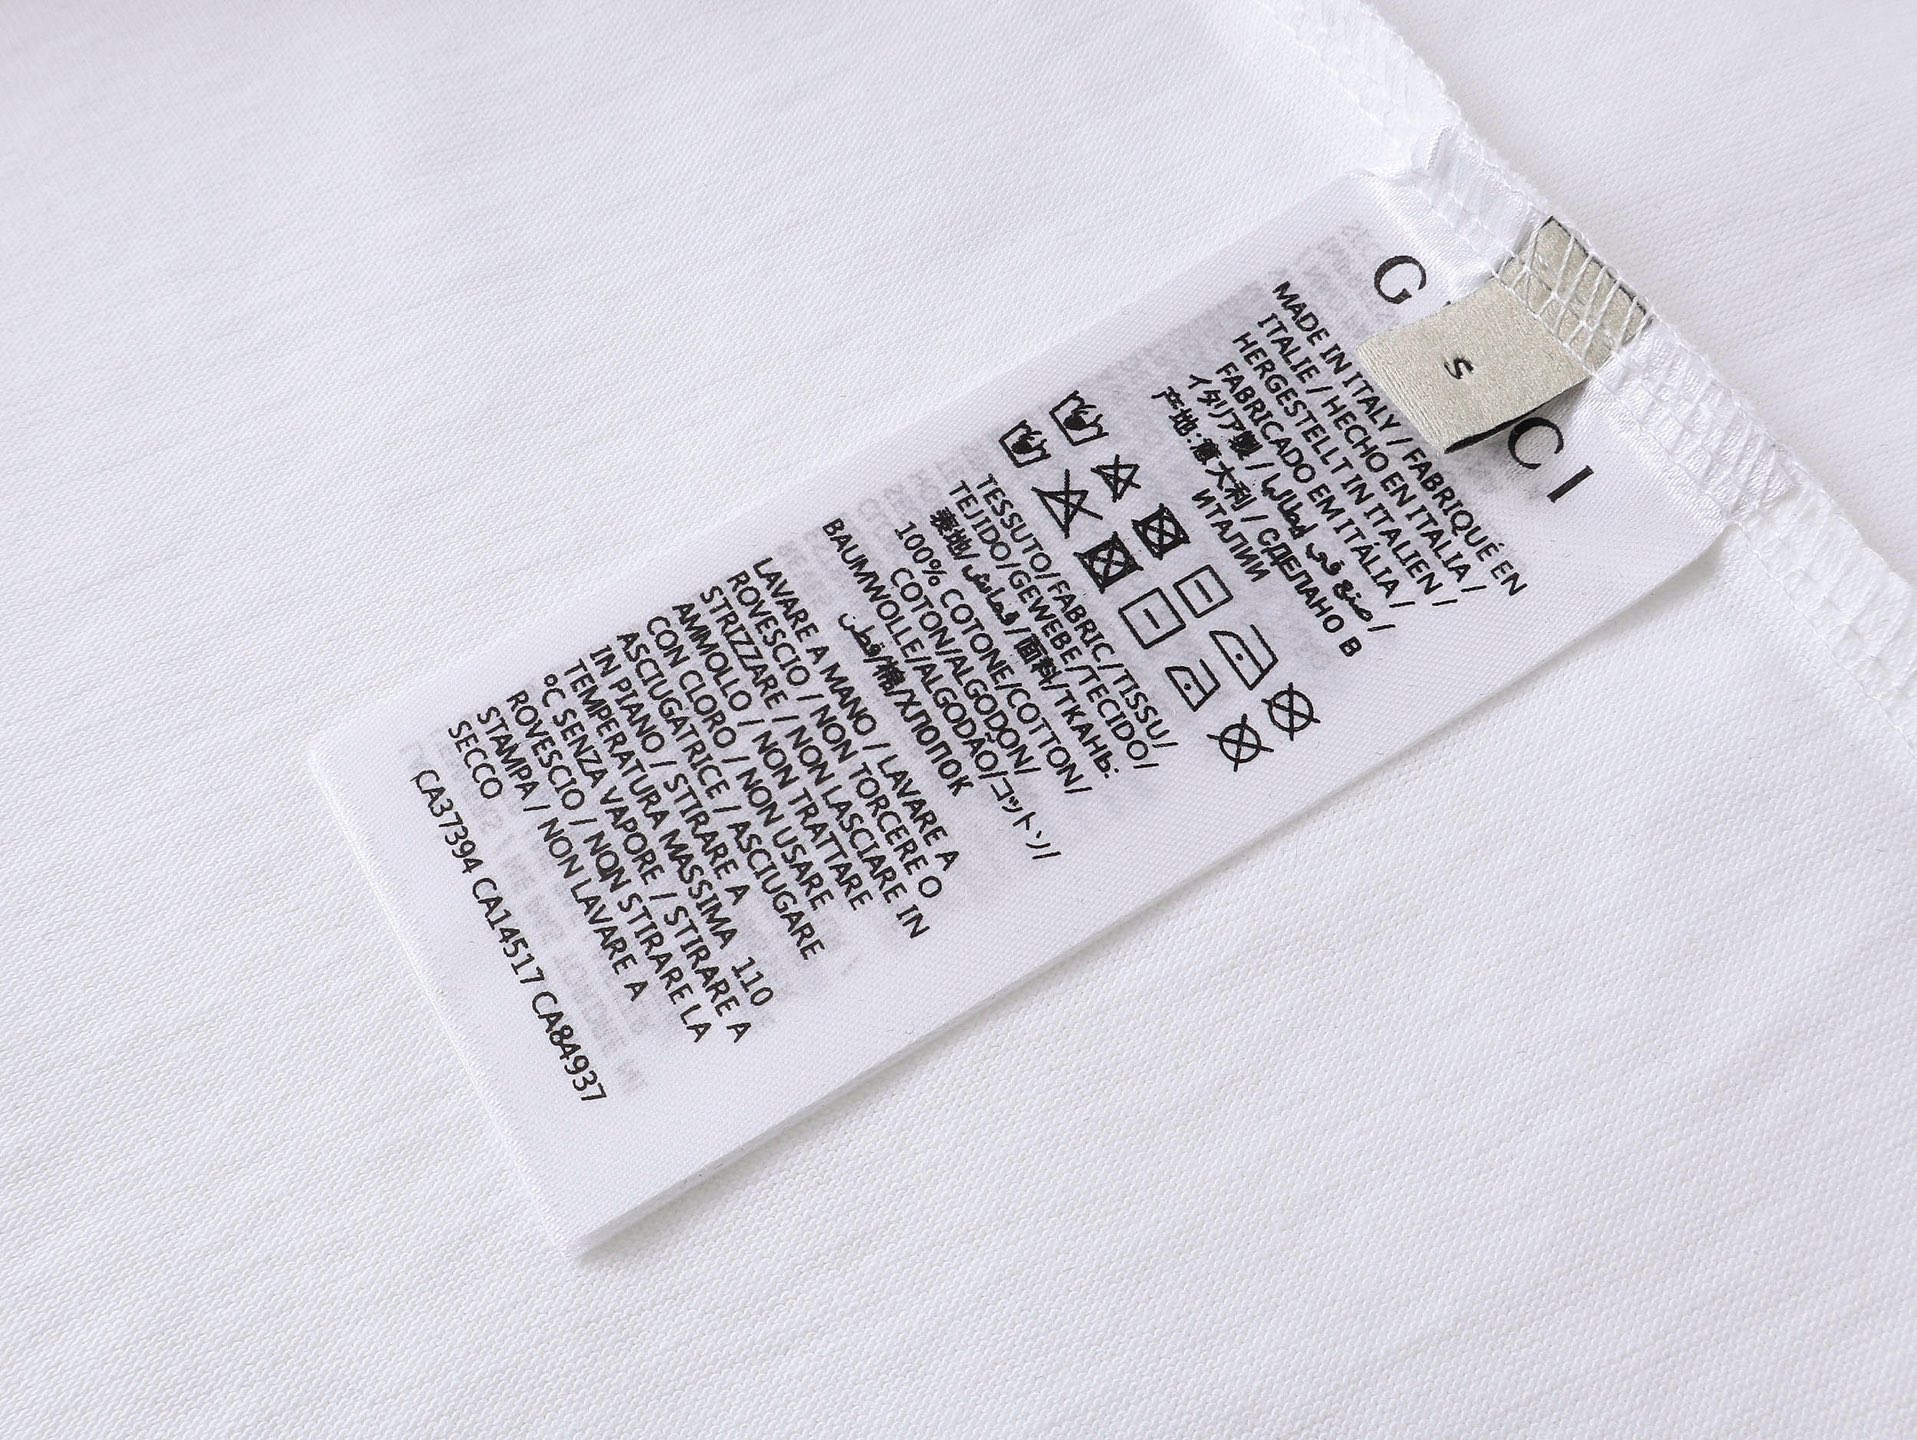 G CI
S
MADE IN ITALY / FABRIQUÉ EN
ITALIE / HECHO EN ITALIA /
HERGESTELLT IN ITALIEN /
FABRICADO EM ITÁLIA /
イタリア製 / صنع في إيطاليا /
产地:意大利 / СДЕЛАНО В
ИТАЛИИ
TESSUTO/FABRIC/TISSU/
TEJIDO/GEWEBE/TECIDO/
表地/قماش/面料/ТКАНЬ:
100% COTONE/COTTON/
COTON/ALGODON/
BAUMWOLLE/ALGODÃO/コットン/
قطن/棉/ХЛОПОК
LAVARE A MANO / LAVARE A
ROVESCIO / NON TORCERE O
STRIZZARE / NON LASCIARE IN
AMMOLLO / NON TRATTARE
CON CLORO / NON USARE
ASCIUGATRICE / ASCIUGARE
IN PIANO / STIRARE A
TEMPERATURA MASSIMA 110
°C SENZA VAPORE / STIRARE A
ROVESCIO / NON STIRARE LA
STAMPA / NON LAVARE A
SECCO
CA37394 CA14517 CA84937